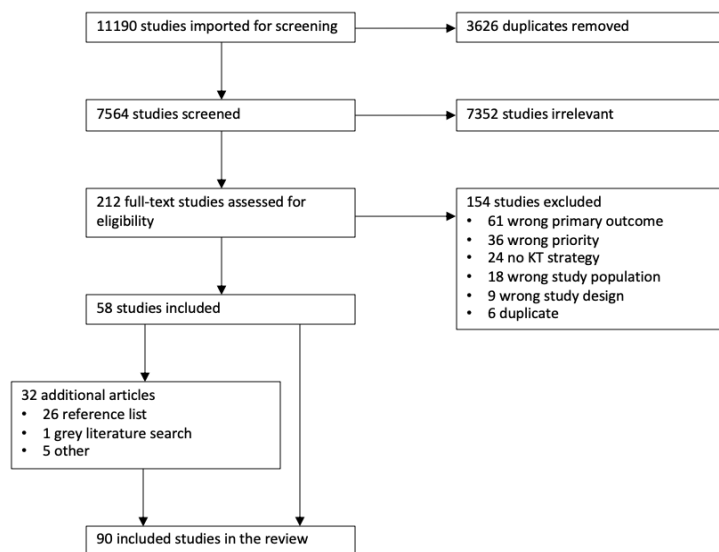 11190 studies imported for screening
3626 duplicates removed
7564 studies screened
7352 studies irrelevant
212 full-text studies assessed for
eligibility
154 studies excluded
• 61 wrong primary outcome
• 36 wrong priority
• 24 no KT strategy
• 18 wrong study population
• 9 wrong study design
• 6 duplicate
58 studies included
32 additional articles
• 26 reference list
• 1 grey literature search
• 5 other
90 included studies in the review